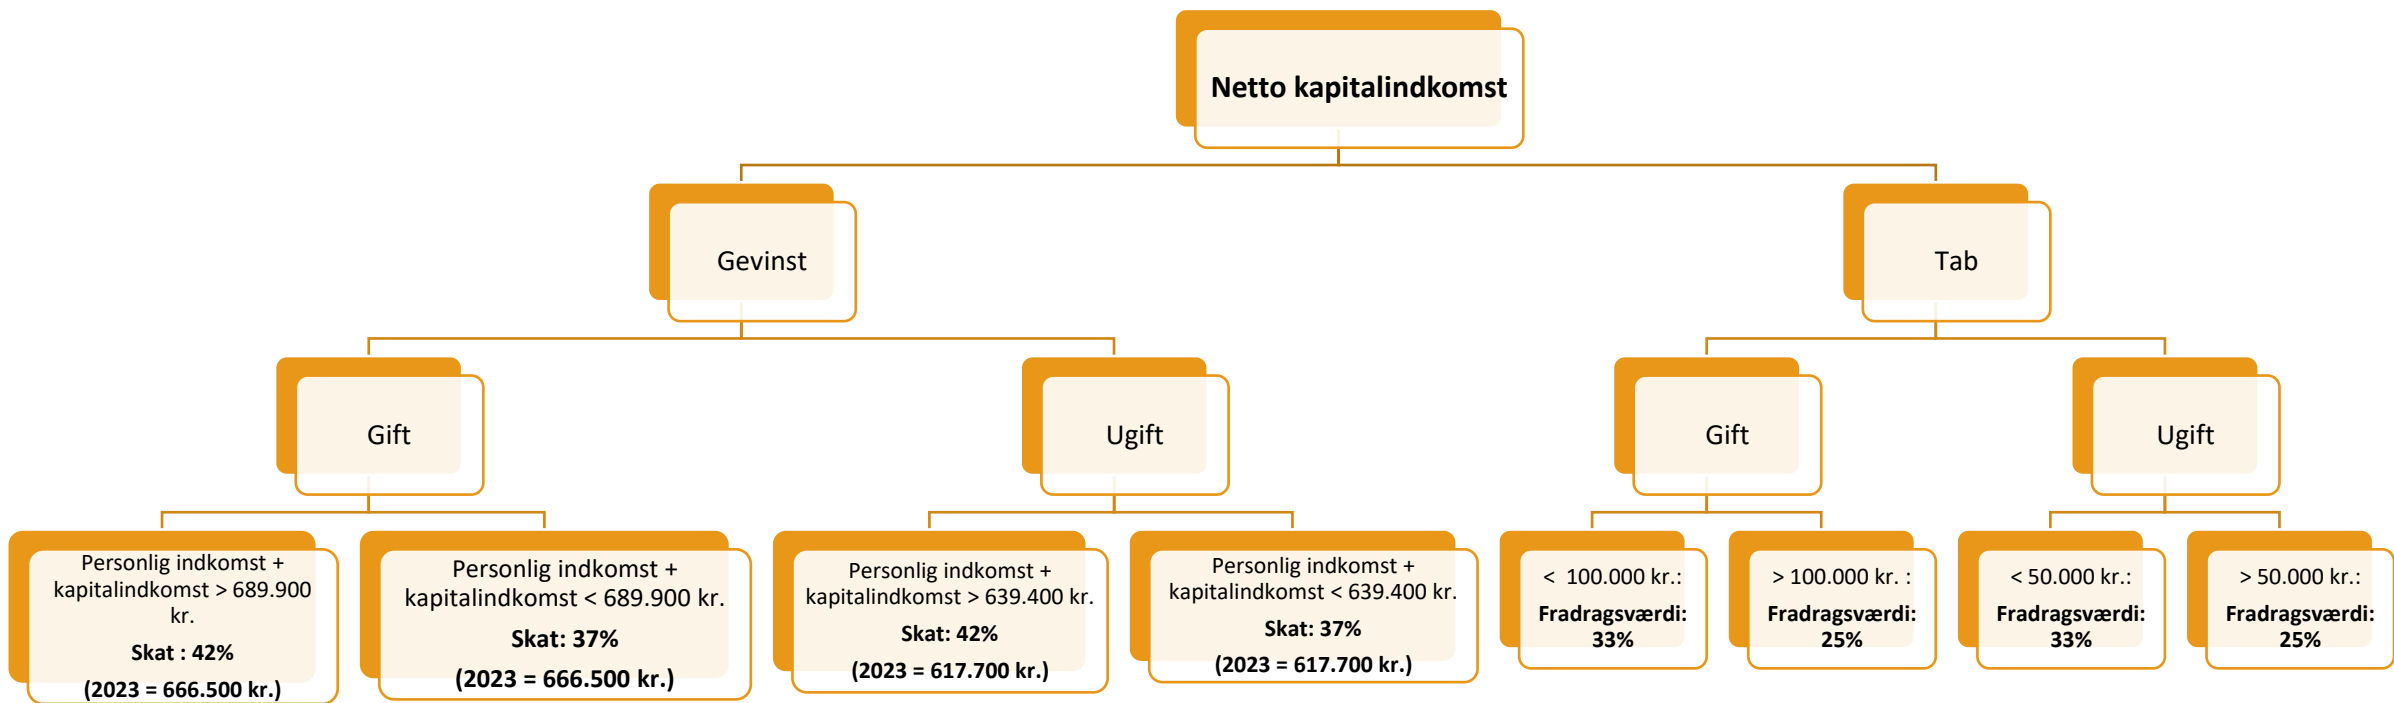 Netto kapitalindkomst
Gevinst
Tab
Gift
Ugift
Gift
Ugift
Personlig indkomst +
kapitalindkomst > 689.900
kr.
Skat : 42%
(2023 = 666.500 kr.)
Personlig indkomst +
kapitalindkomst < 689.900 kr.
Skat: 37%
(2023 = 666.500 kr.)
Personlig indkomst +
kapitalindkomst > 639.400 kr.
Skat: 42%
(2023 = 617.700 kr.)
Personlig indkomst +
kapitalindkomst < 639.400 kr.
Skat: 37%
(2023 = 617.700 kr.)
< 100.000 kr.:
Fradragsværdi:
33%
> 100.000 kr. :
Fradragsværdi:
25%
< 50.000 kr.:
Fradragsværdi:
33%
> 50.000 kr.:
Fradragsværdi:
25%